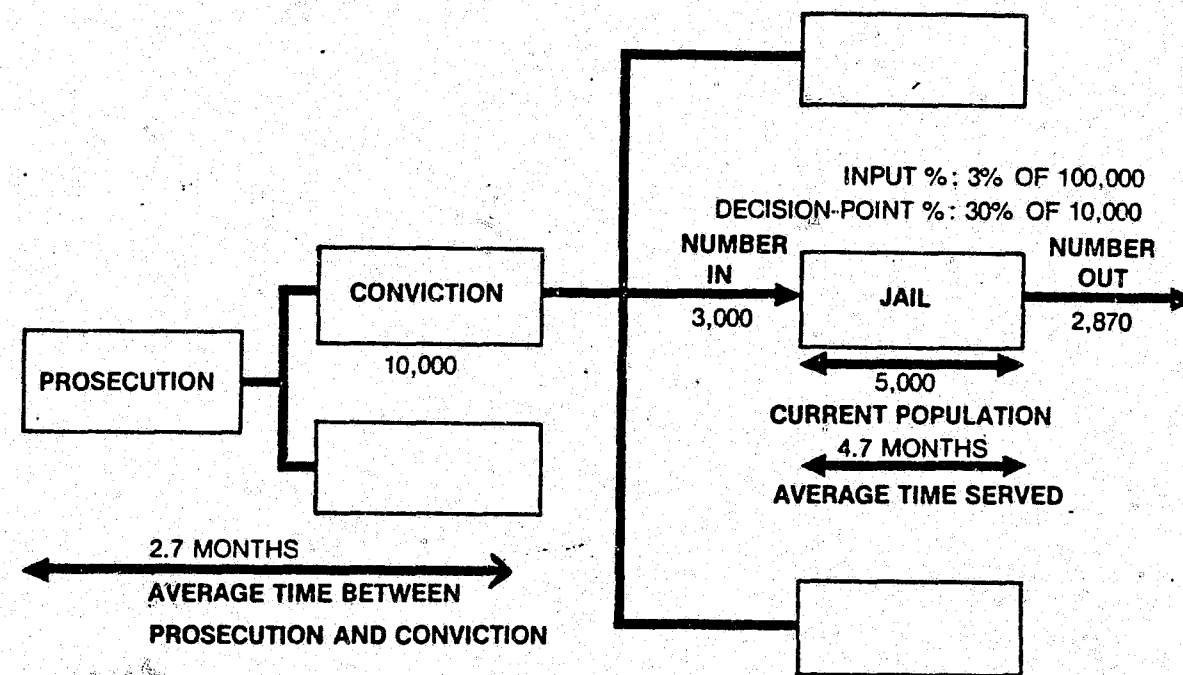 INPUT %: 3% OF 100,000
DECISION-POINT %: 30% OF 10,000
NUMBER
IN
3,000
NUMBER
OUT
2,870
CONVICTION
10,000
JAIL
PROSECUTION
5,000
CURRENT POPULATION
4.7 MONTHS
AVERAGE TIME SERVED
2.7 MONTHS
AVERAGE TIME BETWEEN
PROSECUTION AND CONVICTION